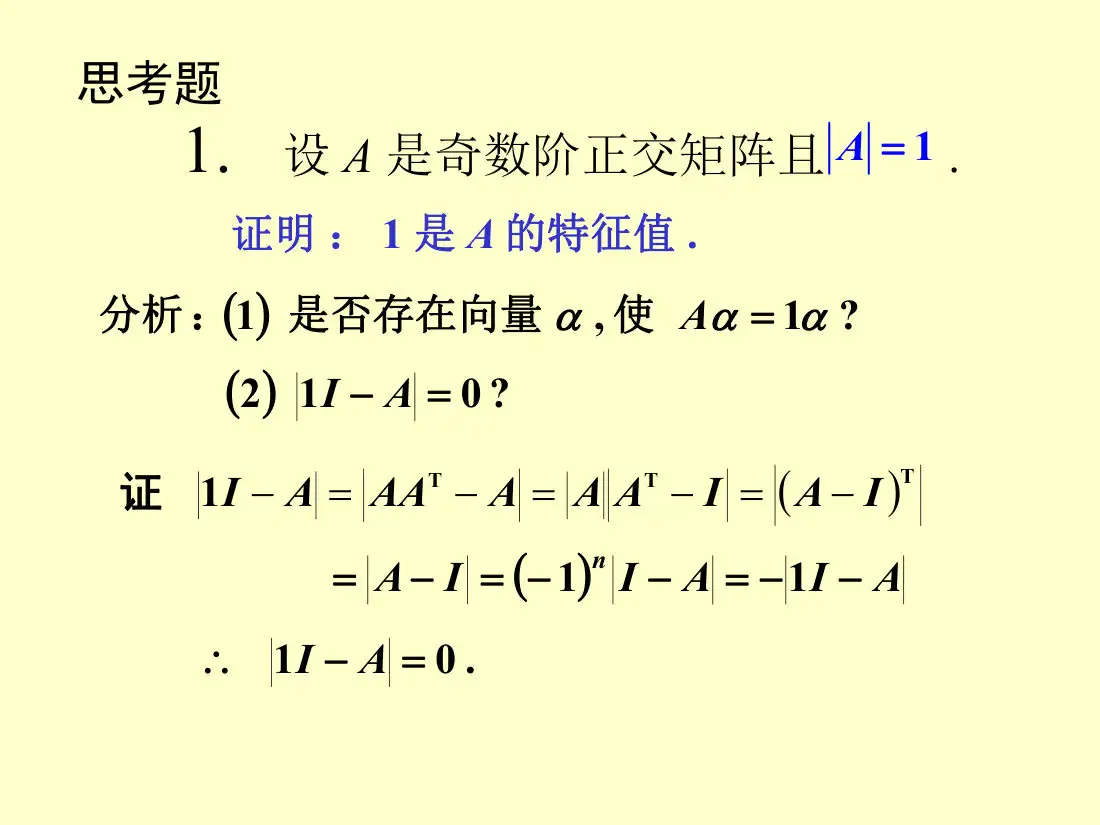 思考题
1. 设 A 是奇数阶正交矩阵且|A| = 1 .
证明： 1 是 A 的特征值 .
分析 : (1) 是否存在向量 α , 使 Aα = 1α ?
(2) |1I − A| = 0 ?
证 |1I − A| = |AAᵀ − A| = |A||Aᵀ − I| = |(A − I)ᵀ|
= |A − I| = (−1)ⁿ |I − A| = −|1I − A|
∴ |1I − A| = 0 .